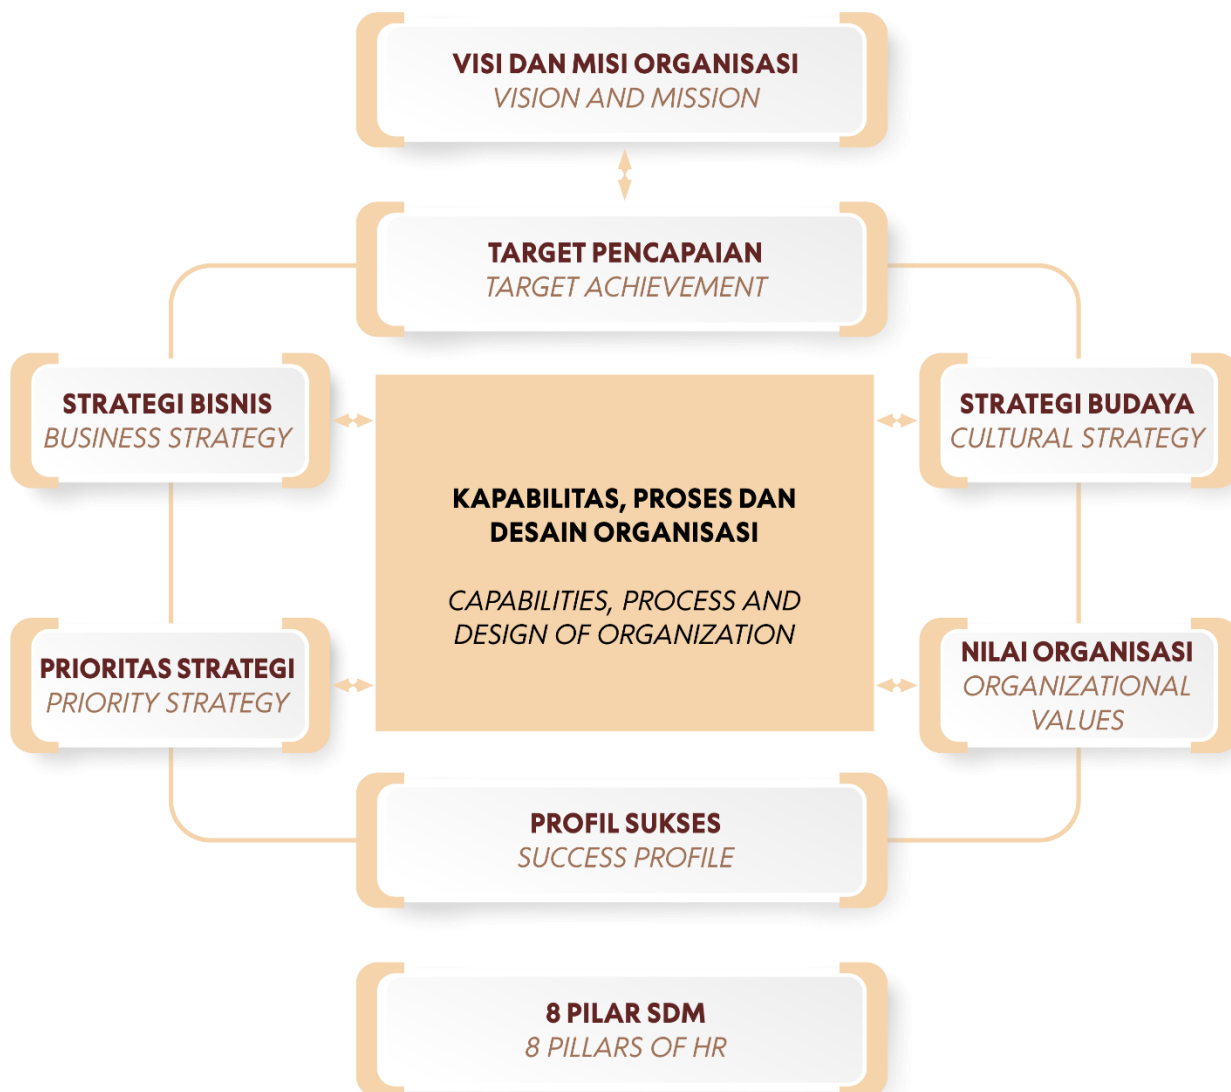 VISI DAN MISI ORGANISASI
VISION AND MISSION
TARGET PENCAPAIAN
TARGET ACHIEVEMENT
STRATEGI BISNIS
BUSINESS STRATEGY
STRATEGI BUDAYA
CULTURAL STRATEGY
KAPABILITAS, PROSES DAN
DESAIN ORGANISASI
CAPABILITIES, PROCESS AND
DESIGN OF ORGANIZATION
PRIORITAS STRATEGI
PRIORITY STRATEGY
NILAI ORGANISASI
ORGANIZATIONAL
VALUES
PROFIL SUKSES
SUCCESS PROFILE
8 PILAR SDM
8 PILLARS OF HR